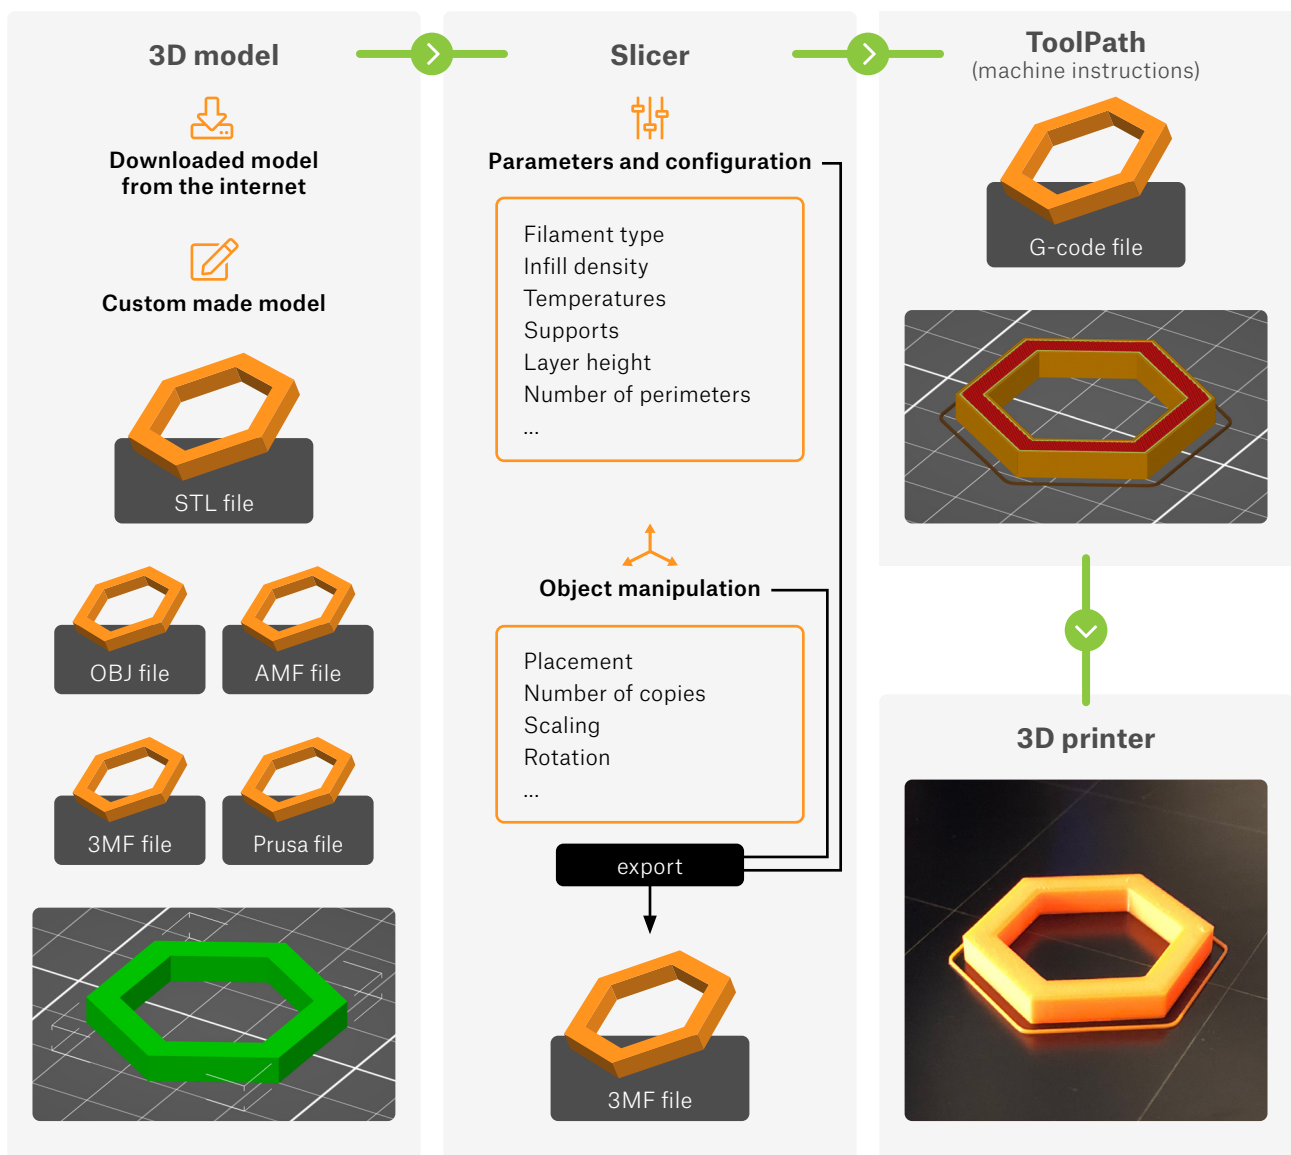 3D model
Downloaded model
from the internet
Custom made model
STL file
OBJ file
AMF file
3MF file
Prusa file
Slicer
Parameters and configuration
Filament type
Infill density
Temperatures
Supports
Layer height
Number of perimeters
...
Object manipulation
Placement
Number of copies
Scaling
Rotation
...
export
3MF file
ToolPath
(machine instructions)
G-code file
3D printer